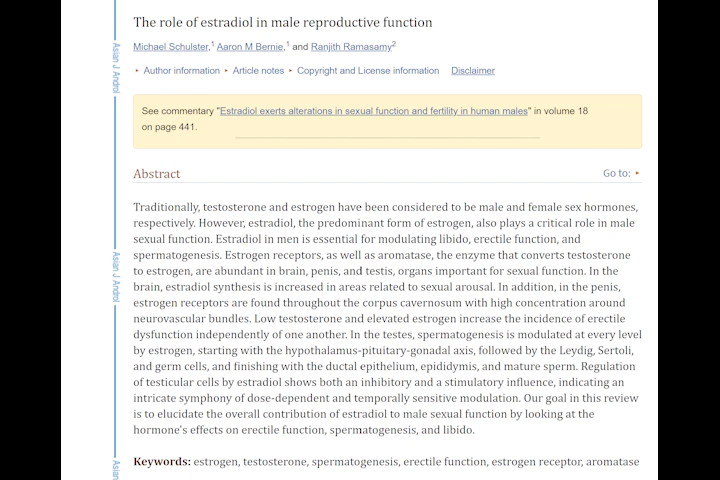 The role of estradiol in male reproductive function
Michael Schulster,1 Aaron M Bernie,1 and Ranjith Ramasamy2
▸ Author information ▸ Article notes ▸ Copyright and License information Disclaimer
See commentary "Estradiol exerts alterations in sexual function and fertility in human males" in volume 18
on page 441.
Abstract
Go to: ▸
Traditionally, testosterone and estrogen have been considered to be male and female sex hormones,
respectively. However, estradiol, the predominant form of estrogen, also plays a critical role in male
sexual function. Estradiol in men is essential for modulating libido, erectile function, and
spermatogenesis. Estrogen receptors, as well as aromatase, the enzyme that converts testosterone
to estrogen, are abundant in brain, penis, and testis, organs important for sexual function. In the
brain, estradiol synthesis is increased in areas related to sexual arousal. In addition, in the penis,
estrogen receptors are found throughout the corpus cavernosum with high concentration around
neurovascular bundles. Low testosterone and elevated estrogen increase the incidence of erectile
dysfunction independently of one another. In the testes, spermatogenesis is modulated at every level
by estrogen, starting with the hypothalamus-pituitary-gonadal axis, followed by the Leydig, Sertoli,
and germ cells, and finishing with the ductal epithelium, epididymis, and mature sperm. Regulation
of testicular cells by estradiol shows both an inhibitory and a stimulatory influence, indicating an
intricate symphony of dose-dependent and temporally sensitive modulation. Our goal in this review
is to elucidate the overall contribution of estradiol to male sexual function by looking at the
hormone's effects on erectile function, spermatogenesis, and libido.
Keywords: estrogen, testosterone, spermatogenesis, erectile function, estrogen receptor, aromatase
Asian J Androl
Asian J Androl
Asian